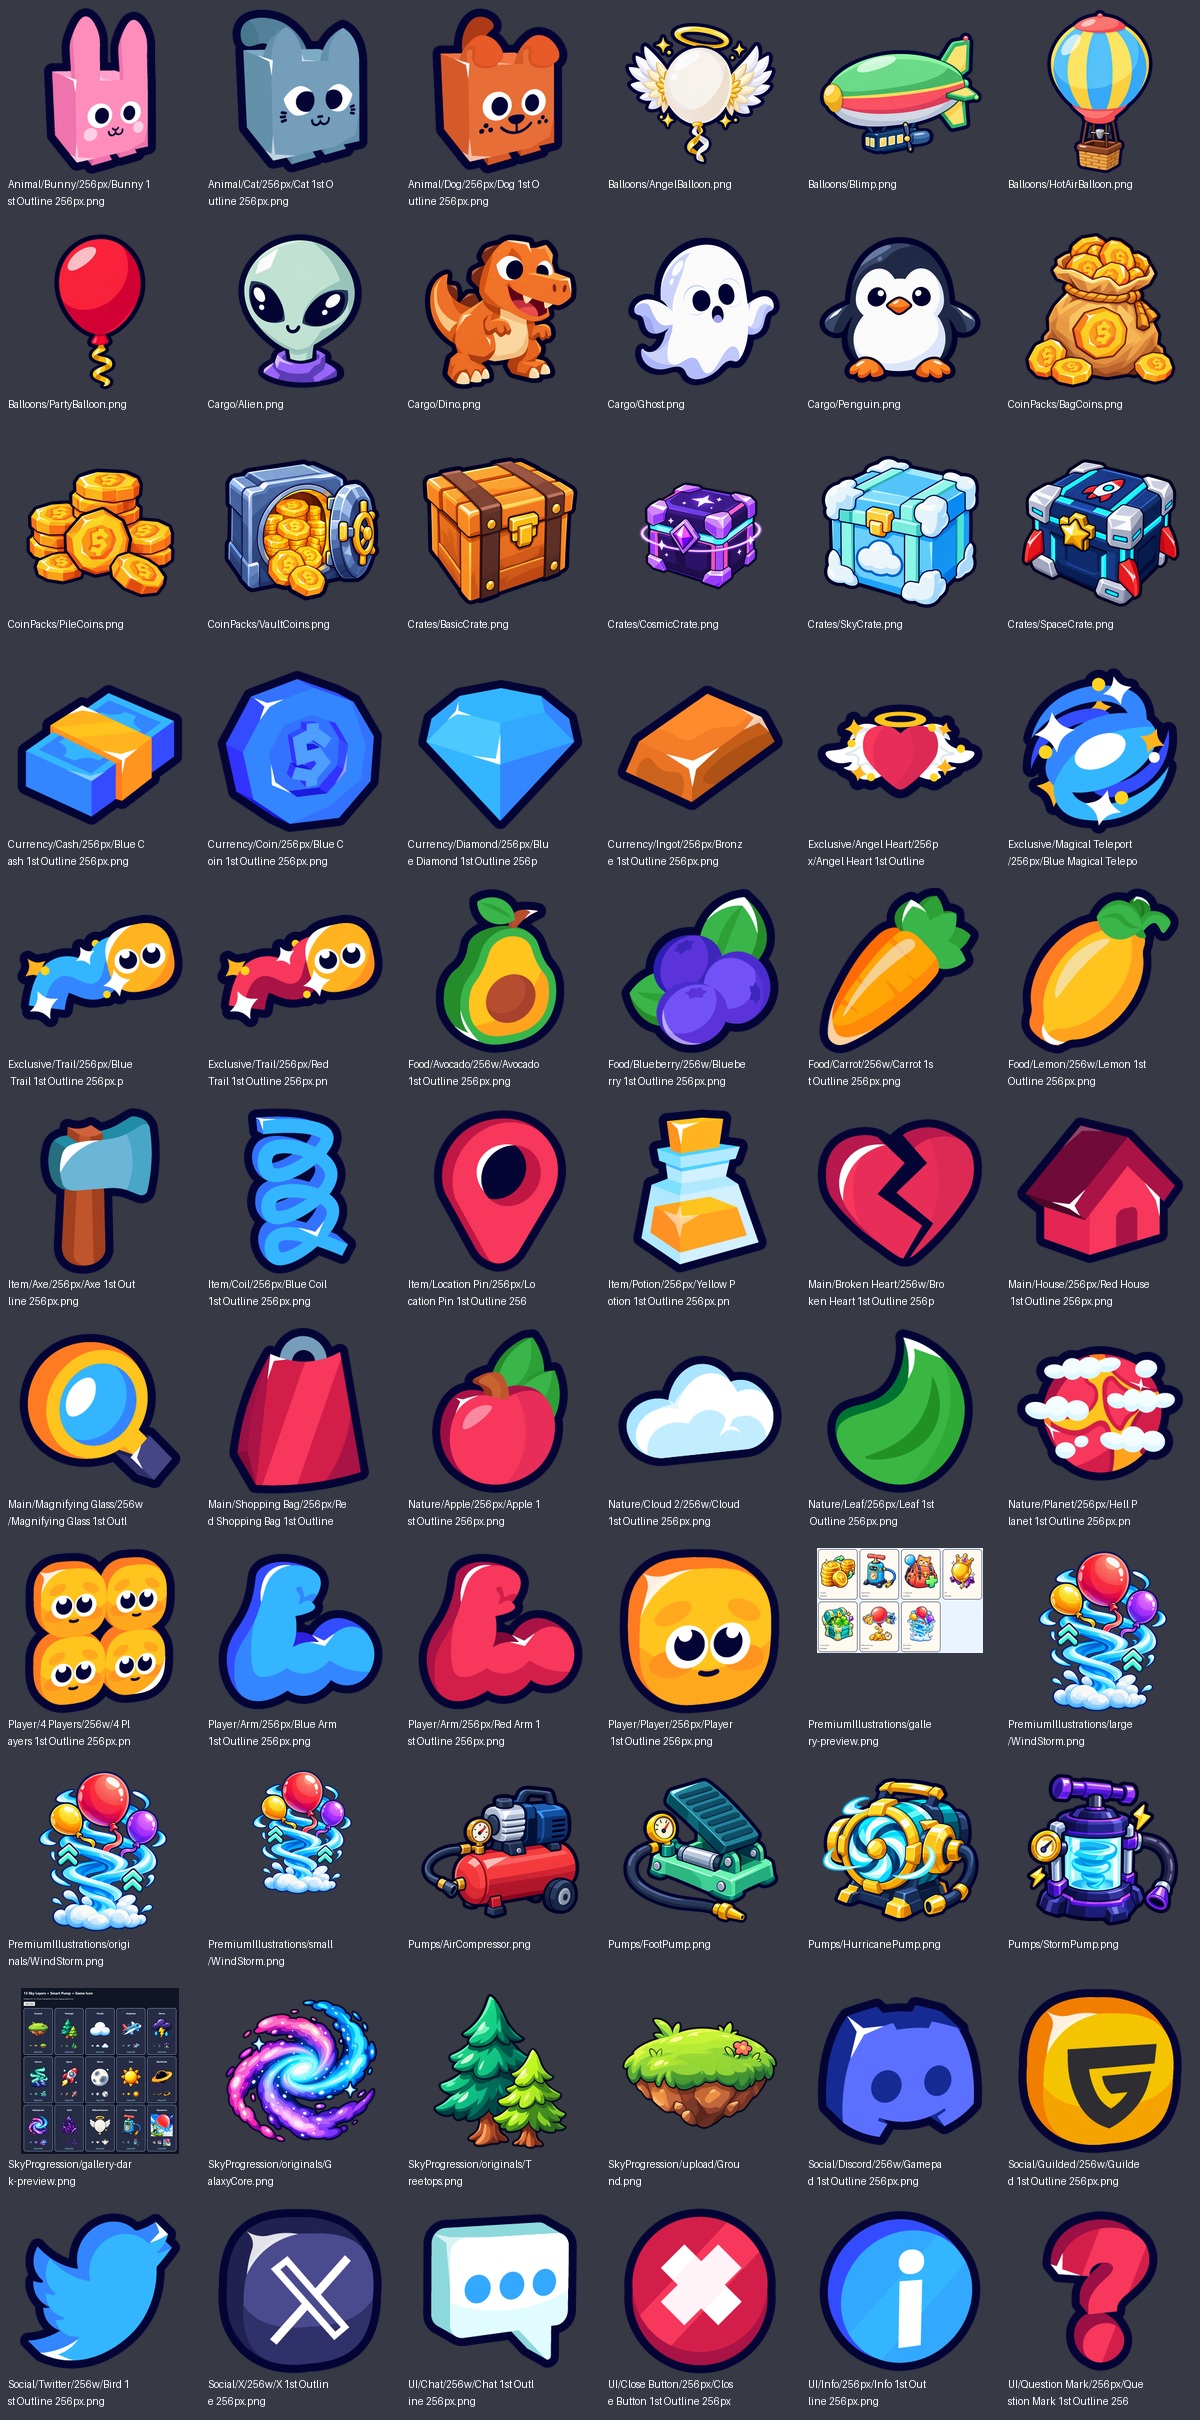 Animal/Bunny/256px/Bunny 1
st Outline 256px.png
Animal/Cat/256px/Cat 1st O
utline 256px.png
Animal/Dog/256px/Dog 1st O
utline 256px.png
Balloons/AngelBalloon.png
Balloons/Blimp.png
Balloons/HotAirBalloon.png
Balloons/PartyBalloon.png
Cargo/Alien.png
Cargo/Dino.png
Cargo/Ghost.png
Cargo/Penguin.png
CoinPacks/BagCoins.png
CoinPacks/PileCoins.png
CoinPacks/VaultCoins.png
Crates/BasicCrate.png
Crates/CosmicCrate.png
Crates/SkyCrate.png
Crates/SpaceCrate.png
Currency/Cash/256px/Blue C
ash 1st Outline 256px.png
Currency/Coin/256px/Blue C
oin 1st Outline 256px.png
Currency/Diamond/256px/Blu
e Diamond 1st Outline 256p
Currency/Ingot/256px/Bronz
e 1st Outline 256px.png
Exclusive/Angel Heart/256p
x/Angel Heart 1st Outline
Exclusive/Magical Teleport
/256px/Blue Magical Telepo
Exclusive/Trail/256px/Blue
Trail 1st Outline 256px.p
Exclusive/Trail/256px/Red
Trail 1st Outline 256px.pn
Food/Avocado/256w/Avocado
1st Outline 256px.png
Food/Blueberry/256w/Bluebe
rry 1st Outline 256px.png
Food/Carrot/256w/Carrot 1s
t Outline 256px.png
Food/Lemon/256w/Lemon 1st
Outline 256px.png
Item/Axe/256px/Axe 1st Out
line 256px.png
Item/Coil/256px/Blue Coil
1st Outline 256px.png
Item/Location Pin/256px/Lo
cation Pin 1st Outline 256
Item/Potion/256px/Yellow P
otion 1st Outline 256px.pn
Main/Broken Heart/256w/Bro
ken Heart 1st Outline 256p
Main/House/256px/Red House
1st Outline 256px.png
Main/Magnifying Glass/256w
/Magnifying Glass 1st Outl
Main/Shopping Bag/256px/Re
d Shopping Bag 1st Outline
Nature/Apple/256px/Apple 1
st Outline 256px.png
Nature/Cloud 2/256w/Cloud
1st Outline 256px.png
Nature/Leaf/256px/Leaf 1st
Outline 256px.png
Nature/Planet/256px/Hell P
lanet 1st Outline 256px.pn
Player/4 Players/256w/4 Pl
ayers 1st Outline 256px.pn
Player/Arm/256px/Blue Arm
1st Outline 256px.png
Player/Arm/256px/Red Arm 1
st Outline 256px.png
Player/Player/256px/Player
1st Outline 256px.png
PremiumIllustrations/galle
ry-preview.png
PremiumIllustrations/large
/WindStorm.png
PremiumIllustrations/origi
nals/WindStorm.png
PremiumIllustrations/small
/WindStorm.png
Pumps/AirCompressor.png
Pumps/FootPump.png
Pumps/HurricanePump.png
Pumps/StormPump.png
SkyProgression/gallery-dar
k-preview.png
SkyProgression/originals/G
alaxyCore.png
SkyProgression/originals/T
reetops.png
SkyProgression/upload/Grou
nd.png
Social/Discord/256w/Gamepa
d 1st Outline 256px.png
Social/Guilded/256w/Guilde
d 1st Outline 256px.png
Social/Twitter/256w/Bird 1
st Outline 256px.png
Social/X/256w/X 1st Outlin
e 256px.png
UI/Chat/256w/Chat 1st Outl
ine 256px.png
UI/Close Button/256px/Clos
e Button 1st Outline 256px
UI/Info/256px/Info 1st Out
line 256px.png
UI/Question Mark/256px/Que
stion Mark 1st Outline 256